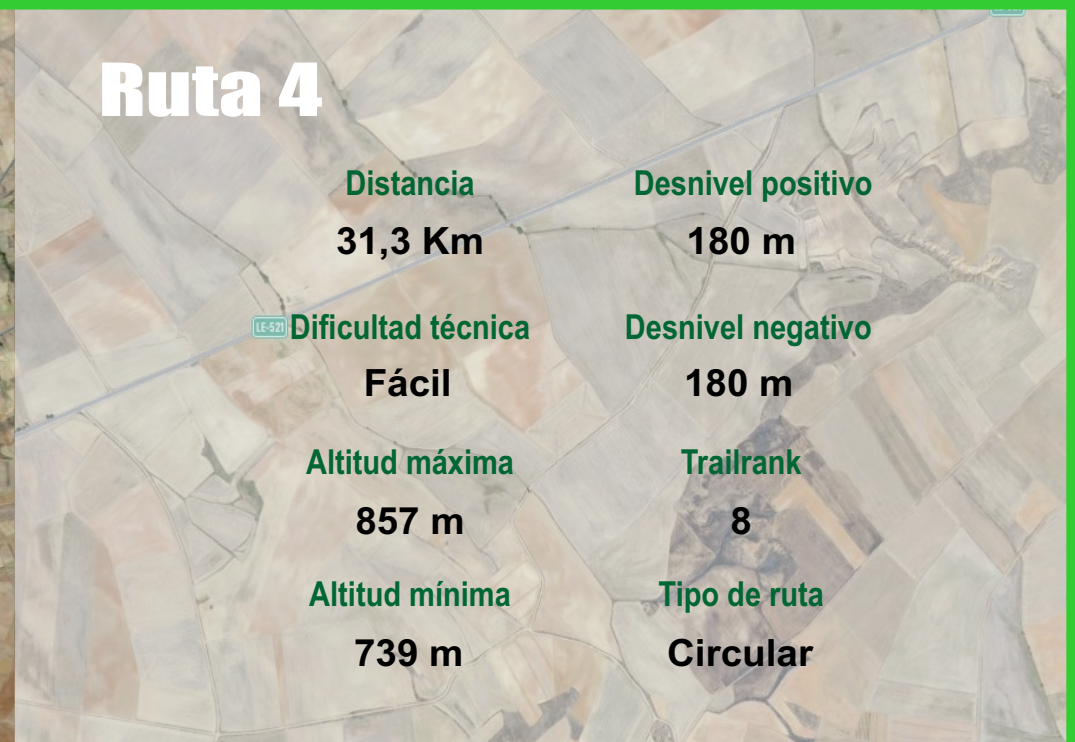 Ruta 4
Distancia
Desnivel positivo
31,3 Km
180 m
LE-521
Dificultad técnica
Desnivel negativo
Fácil
180 m
Altitud máxima
Trailrank
857 m
8
Altitud mínima
Tipo de ruta
739 m
Circular